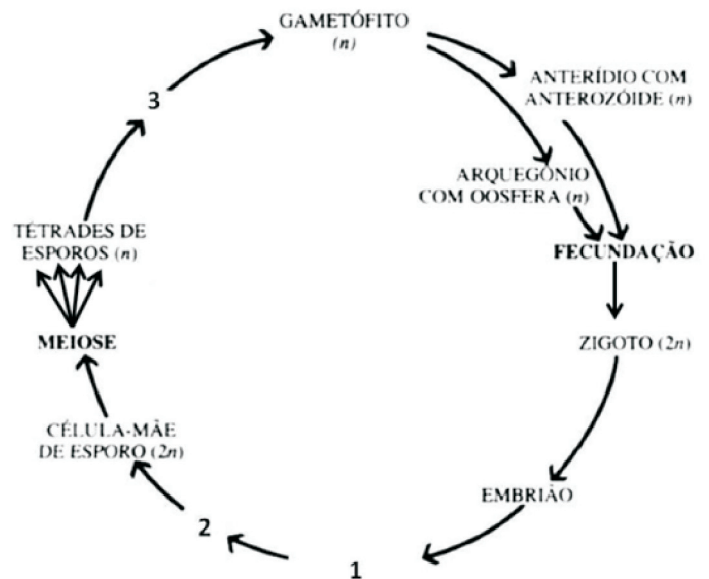 GAMETÓFITO
(n)
ANTERÍDIO COM
ANTEROZÓIDE (n)
ARQUEGÔNIO
COM OOSFERA (n)
FECUNDAÇÃO
ZIGOTO (2n)
EMBRIÃO
1
2
CÉLULA-MÃE
DE ESPORO (2n)
MEIOSE
TÉTRADES DE
ESPOROS (n)
3